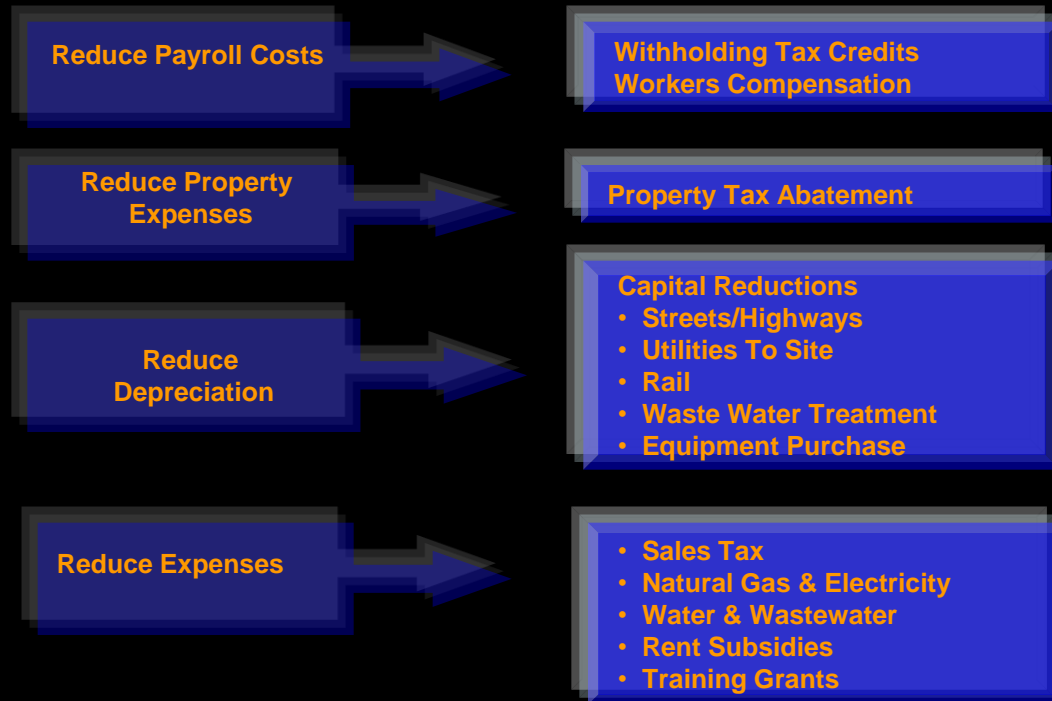 Reduce Payroll Costs
Withholding Tax Credits
Workers Compensation
Reduce Property
Expenses
Property Tax Abatement
Reduce
Depreciation
Capital Reductions
• Streets/Highways
• Utilities To Site
• Rail
• Waste Water Treatment
• Equipment Purchase
Reduce Expenses
• Sales Tax
• Natural Gas & Electricity
• Water & Wastewater
• Rent Subsidies
• Training Grants